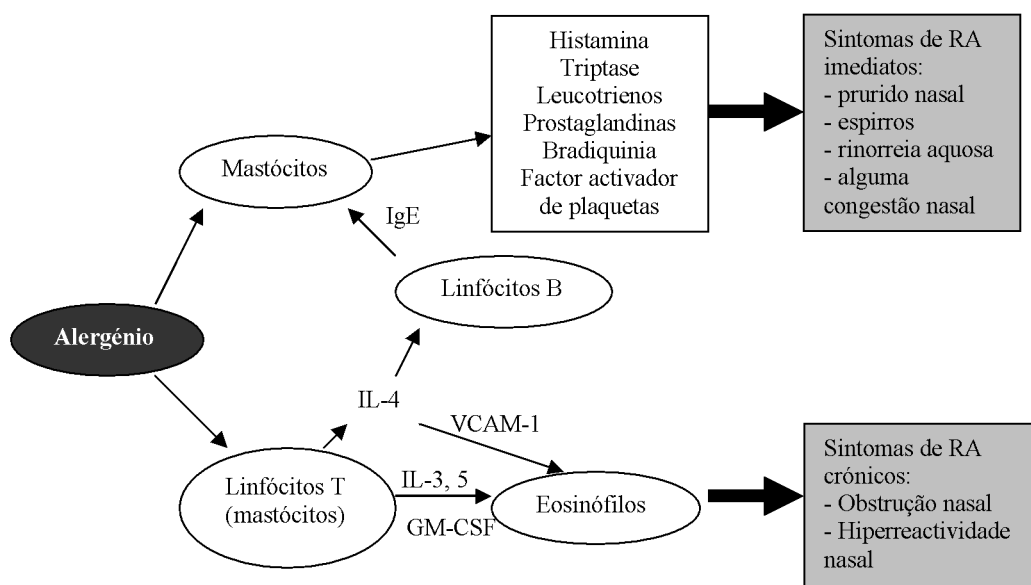 Histamina
Triptase
Leucotrienos
Prostaglandinas
Bradiquinia
Factor activador
de plaquetas
Sintomas de RA
imediatos:
- prurido nasal
- espirros
- rinorreia aquosa
- alguma
congestão nasal
Mastócitos
IgE
Linfócitos B
Alergénio
IL-4
VCAM-1
Linfócitos T
(mastócitos)
IL-3, 5
GM-CSF
Eosinófilos
Sintomas de RA
crónicos:
- Obstrução nasal
- Hiperreactividade
nasal